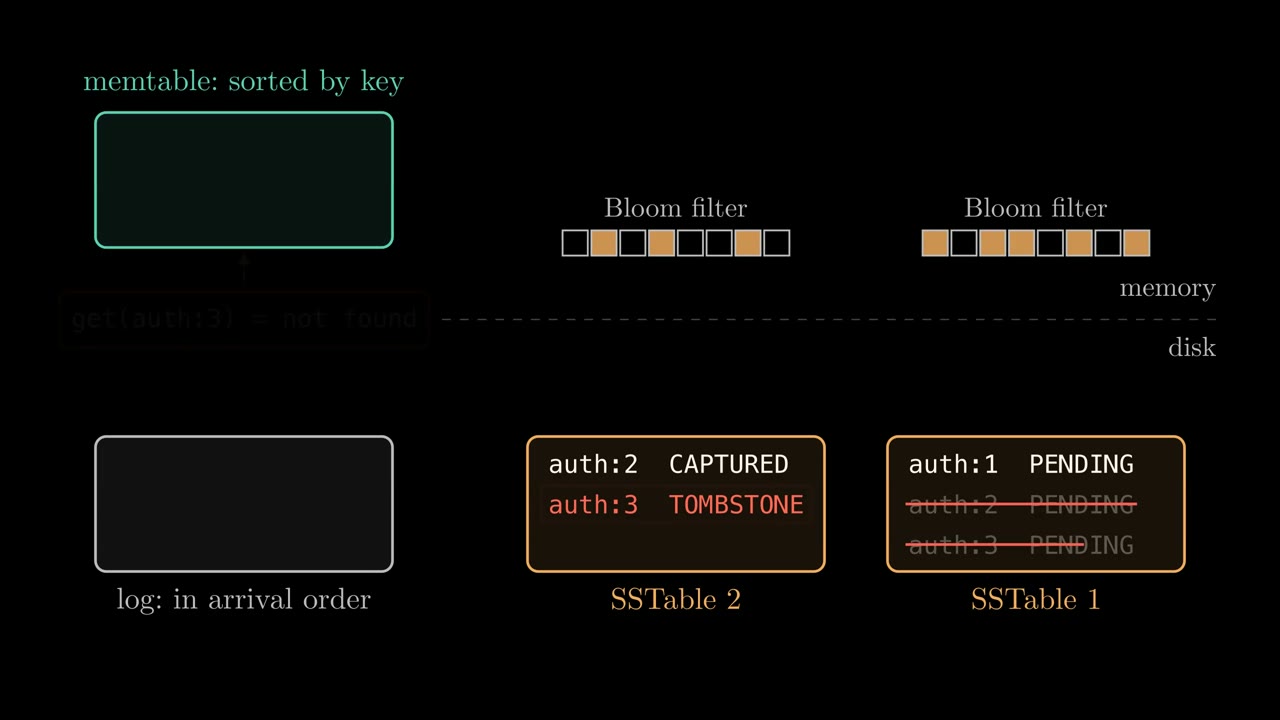 memtable: sorted by key
Bloom filter
Bloom filter
memory
get(auth:3) = not found
disk
auth:2 CAPTURED
auth:3 TOMBSTONE
auth:1 PENDING
auth:2 PENDING
auth:3 PENDING
log: in arrival order
SSTable 2
SSTable 1